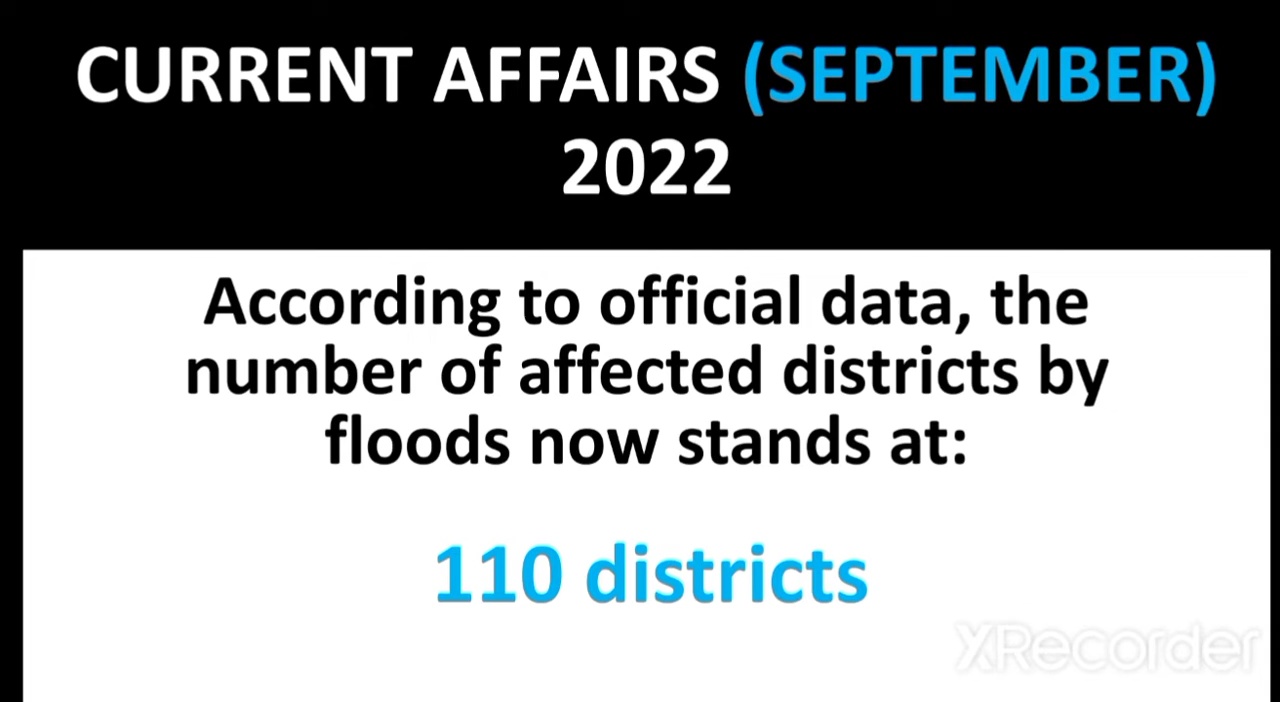 CURRENT AFFAIRS (SEPTEMBER)
2022
According to official data, the
number of affected districts by
floods now stands at:
110 districts
XRecorder